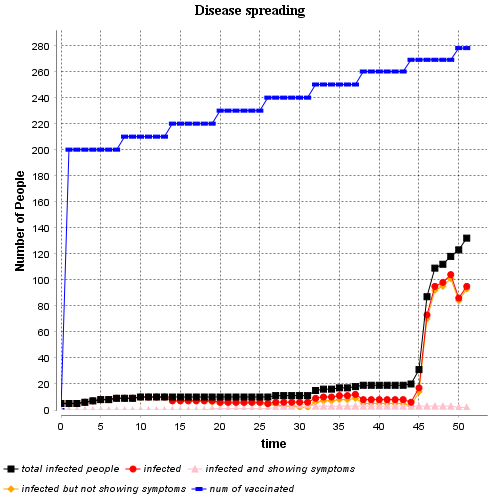 Disease spreading
Number of People
280
260
240
220
200
180
160
140
120
100
80
60
40
20
0
0 5 10 15 20 25 30 35 40 45 50
time
total infected people infected infected and showing symptoms
infected but not showing symptoms num of vaccinated